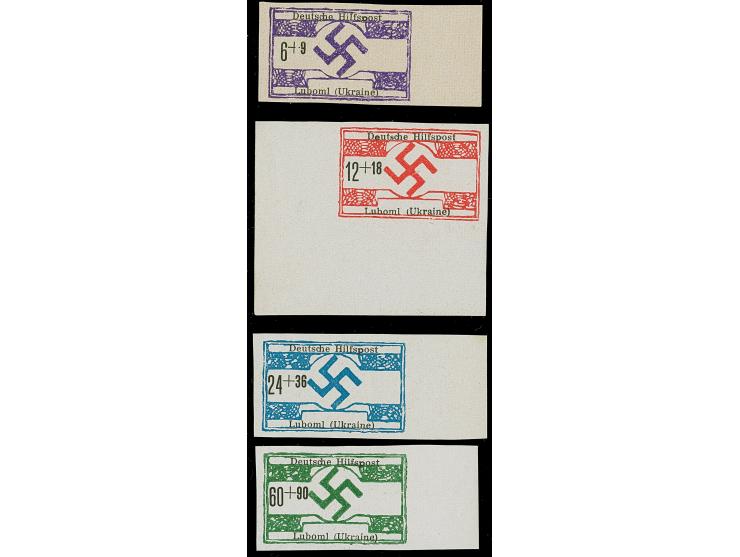 Deutsche Hilfspost
6+9
Luboml (Ukraine)
Deutsche Hilfspost
12+18
Luboml (Ukraine)
Deutsche Hilfspost
24+36
Luboml (Ukraine)
Deutsche Hilfspost
60+90
Luboml (Ukraine)